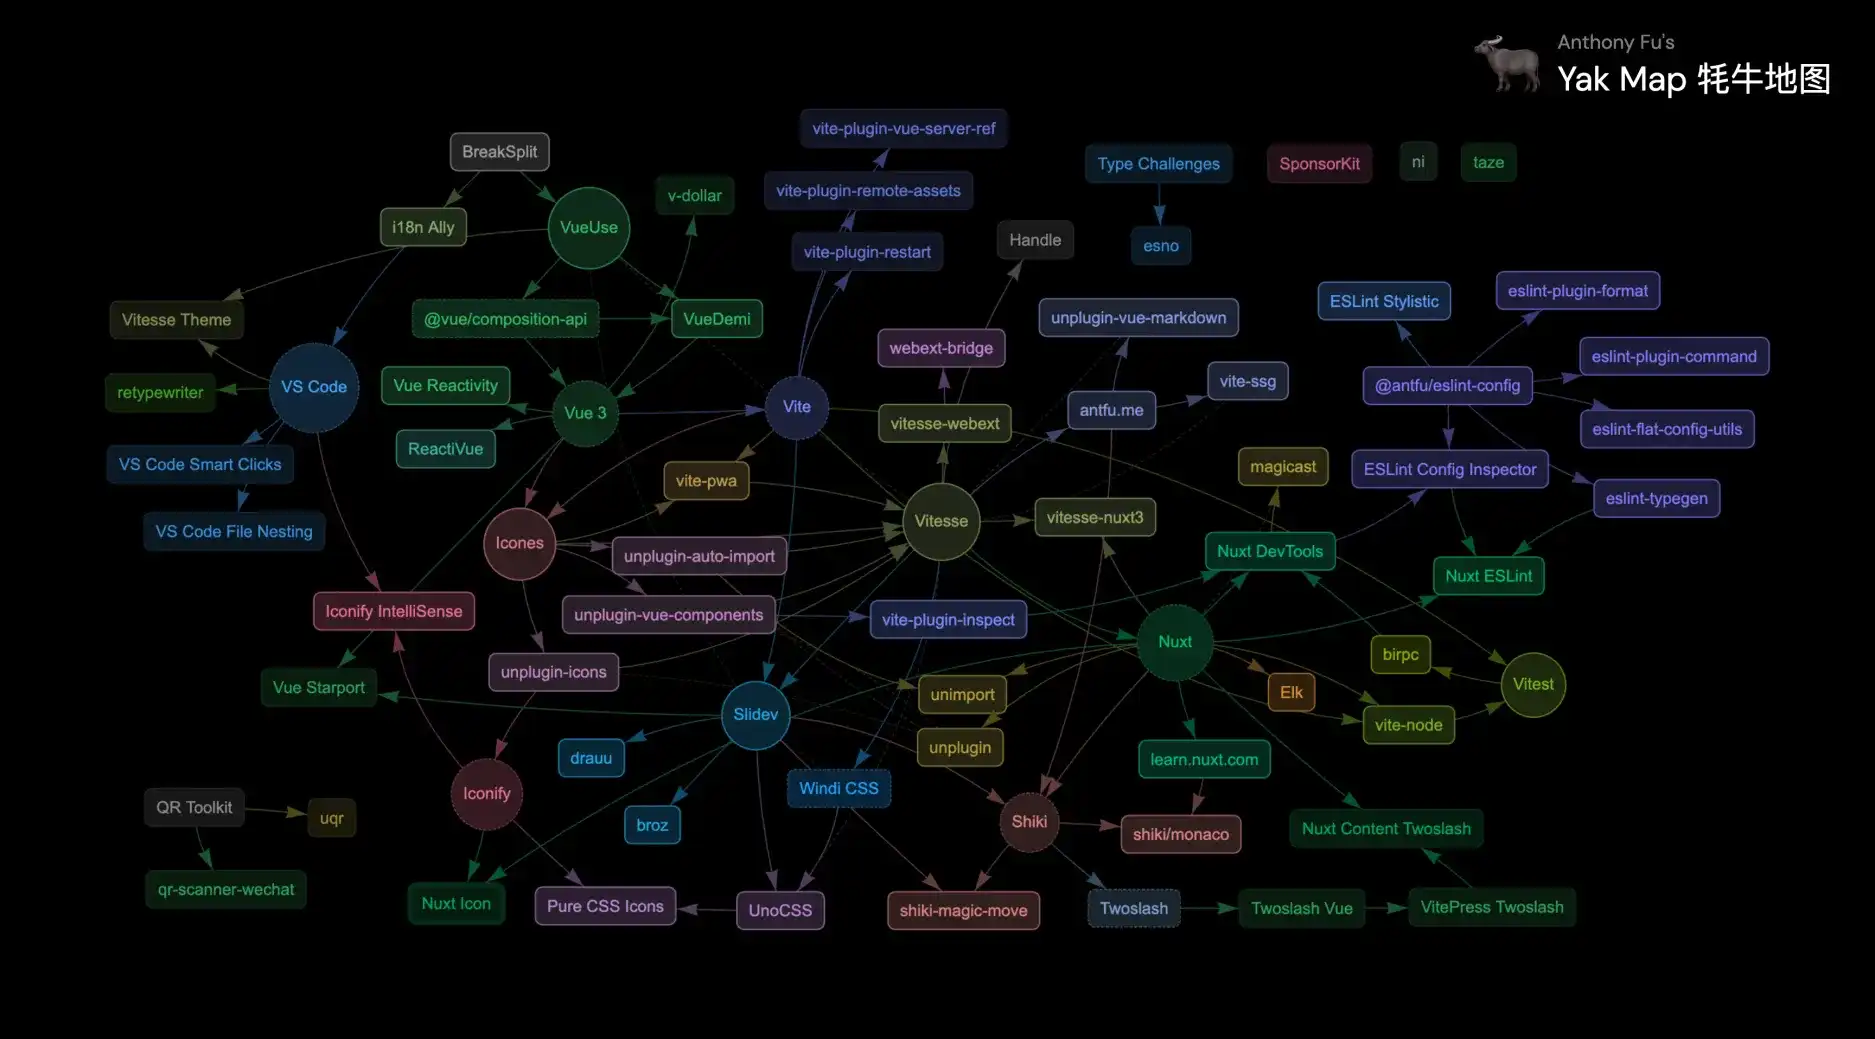 Anthony Fu's
Yak Map 牦牛地图
vite-plugin-vue-server-ref
BreakSplit
Type Challenges
SponsorKit
ni
taze
v-dollar
vite-plugin-remote-assets
i18n Ally
VueUse
Handle
esno
vite-plugin-restart
Vitesse Theme
@vue/composition-api
VueDemi
unplugin-vue-markdown
ESLint Stylistic
eslint-plugin-format
webext-bridge
eslint-plugin-command
VS Code
retypewriter
Vue Reactivity
Vue 3
Vite
vitesse-webext
antfu.me
vite-ssg
@antfu/eslint-config
eslint-flat-config-utils
ReactiVue
VS Code Smart Clicks
vite-pwa
magicast
ESLint Config Inspector
eslint-typegen
VS Code File Nesting
Icones
unplugin-auto-import
Vitesse
vitesse-nuxt3
Nuxt DevTools
Nuxt ESLint
Iconify IntelliSense
unplugin-vue-components
vite-plugin-inspect
Nuxt
birpc
Vue Starport
unplugin-icons
unimport
Elk
Vitest
Slidev
vite-node
drauu
unplugin
learn.nuxt.com
Iconify
Windi CSS
QR Toolkit
uqr
broz
Shiki
shiki/monaco
Nuxt Content Twoslash
qr-scanner-wechat
Nuxt Icon
Pure CSS Icons
UnoCSS
shiki-magic-move
Twoslash
Twoslash Vue
VitePress Twoslash